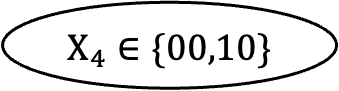 X₄ ∈ {00,10}